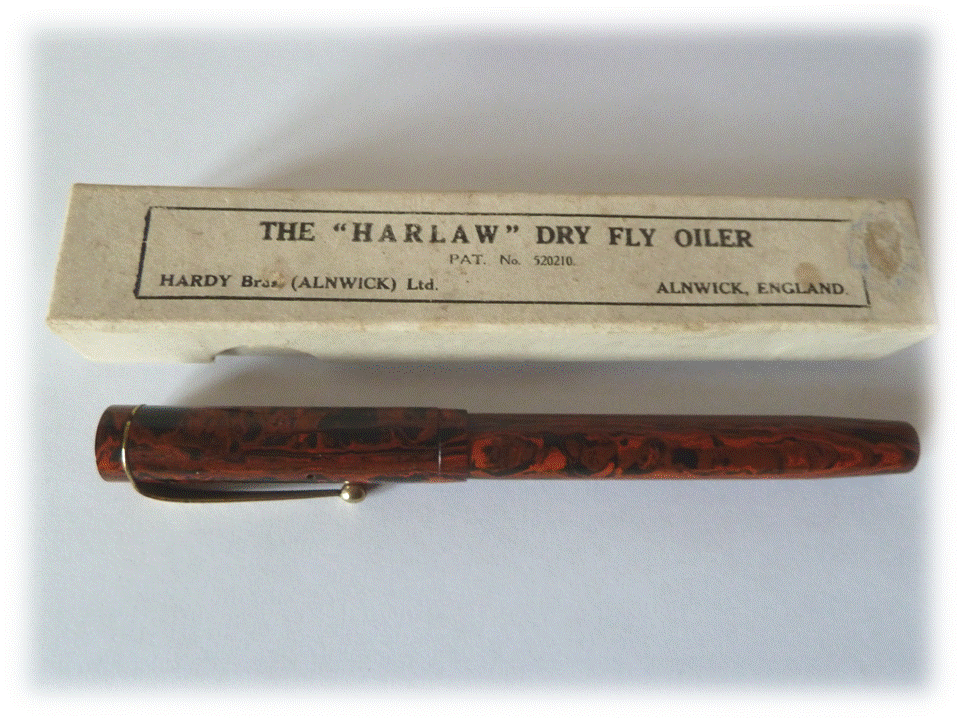 THE "HARLAW" DRY FLY OILER
PAT. No. 520210.
HARDY Bros. (ALNWICK) Ltd. ALNWICK, ENGLAND.